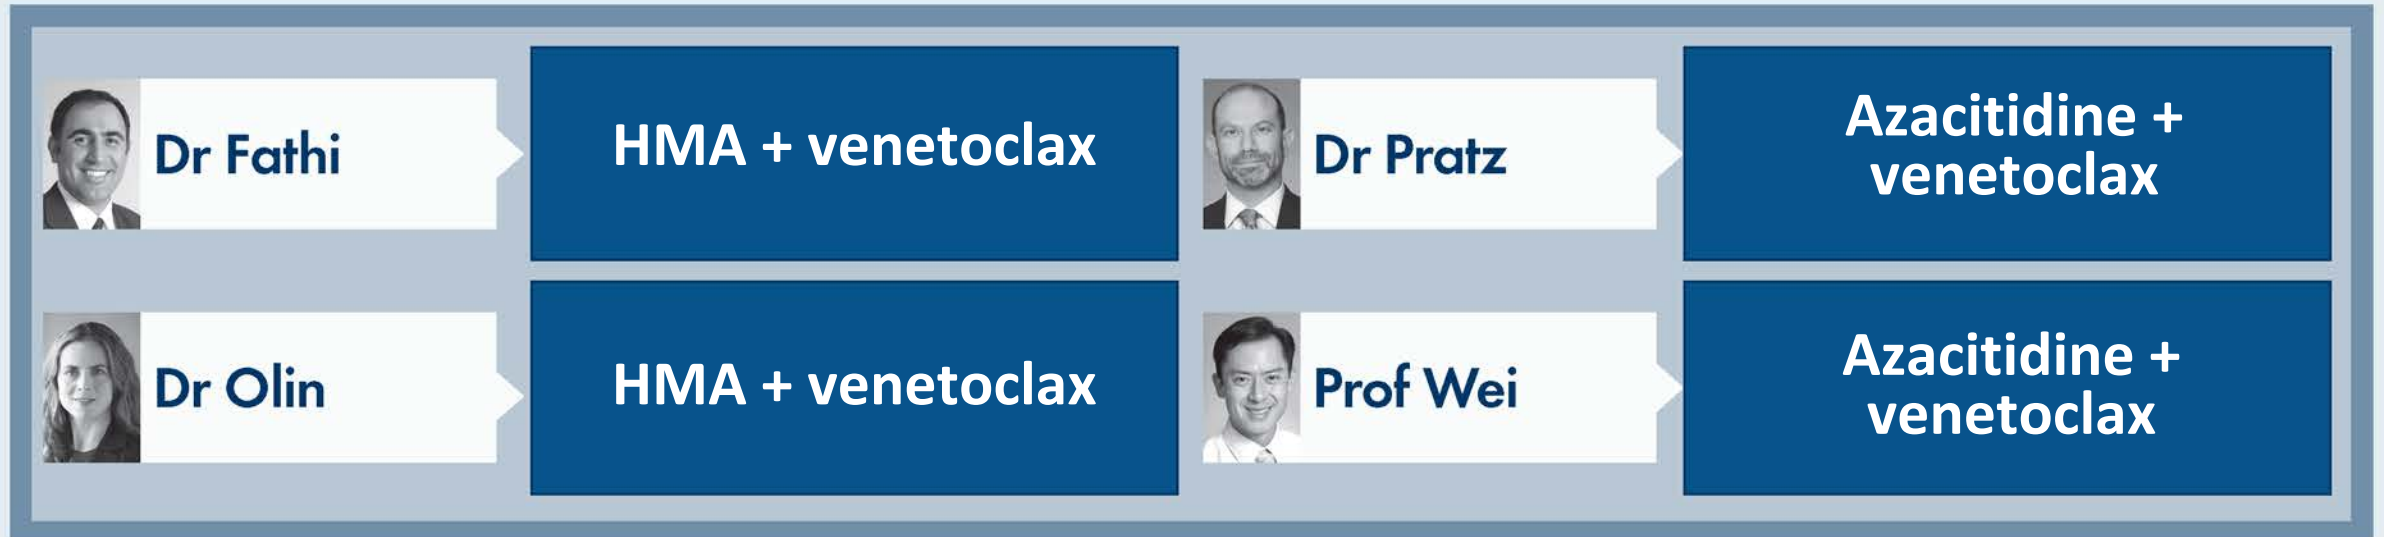 Dr Fathi
HMA + venetoclax
Dr Pratz
Azacitidine +
venetoclax
Dr Olin
HMA + venetoclax
Prof Wei
Azacitidine +
venetoclax